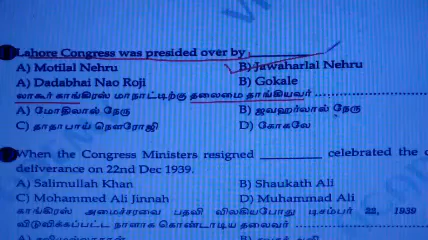 Lahore Congress was presided over by
A) Motilal Nehru B) Jawaharlal Nehru
A) Dadabhai Nao Roji B) Gokale
லாகூர் காங்கிரஸ் மாநாட்டிற்கு தலைமை தாங்கியவர்
A) மோதிலால் நேரு B) ஜவஹர்லால் நேரு
C) தாதாபாய் நௌரோஜி D) கோகலே
When the Congress Ministers resigned ________ celebrated the
deliverance on 22nd Dec 1939.
A) Salimullah Khan B) Shaukath Ali
C) Mohammed Ali Jinnah D) Muhammad Ali
காங்கிரஸ் அமைச்சரவை பதவி விலகியபோது டிசம்பர் 22, 1939
விடுவிக்கப்பட்ட நாளாக கொண்டாடிய தலைவர்